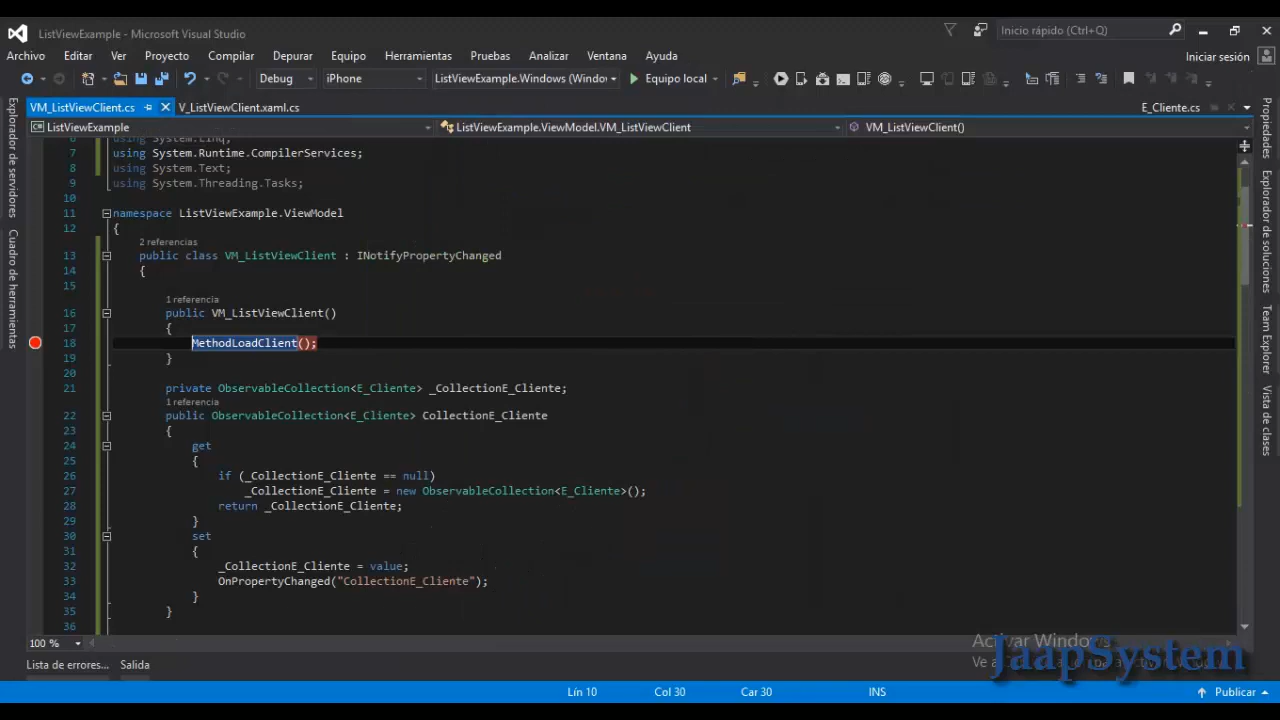 ListViewExample - Microsoft Visual Studio
Inicio rápido (Ctrl+Q)
Archivo Editar Ver Proyecto Compilar Depurar Equipo Herramientas Pruebas Analizar Ventana Ayuda
Iniciar sesión
Debug iPhone ListViewExample.Windows (Windov Equipo local
VM_ListViewClient.cs V_ListViewClient.xaml.cs E_Cliente.cs
ListViewExample ListViewExample.ViewModel.VM_ListViewClient VM_ListViewClient()
Explorador de servidores
Cuadro de herramientas
Propiedades
Explorador de soluciones
Team Explorer
Vista de clases
6 using System.Linq;
7 using System.Runtime.CompilerServices;
8 using System.Text;
9 using System.Threading.Tasks;
10
11 namespace ListViewExample.ViewModel
12 {
2 referencias
13 public class VM_ListViewClient : INotifyPropertyChanged
14 {
15
1 referencia
16 public VM_ListViewClient()
17 {
18 MethodLoadClient();
19 }
20
21 private ObservableCollection<E_Cliente> _CollectionE_Cliente;
1 referencia
22 public ObservableCollection<E_Cliente> CollectionE_Cliente
23 {
24 get
25 {
26 if (_CollectionE_Cliente == null)
27 _CollectionE_Cliente = new ObservableCollection<E_Cliente>();
28 return _CollectionE_Cliente;
29 }
30 set
31 {
32 _CollectionE_Cliente = value;
33 OnPropertyChanged("CollectionE_Cliente");
34 }
35 }
36
100 %
Activar Windows
JaapSystem
Lista de errores... Salida
Lín 10 Col 30 Car 30 INS Publicar